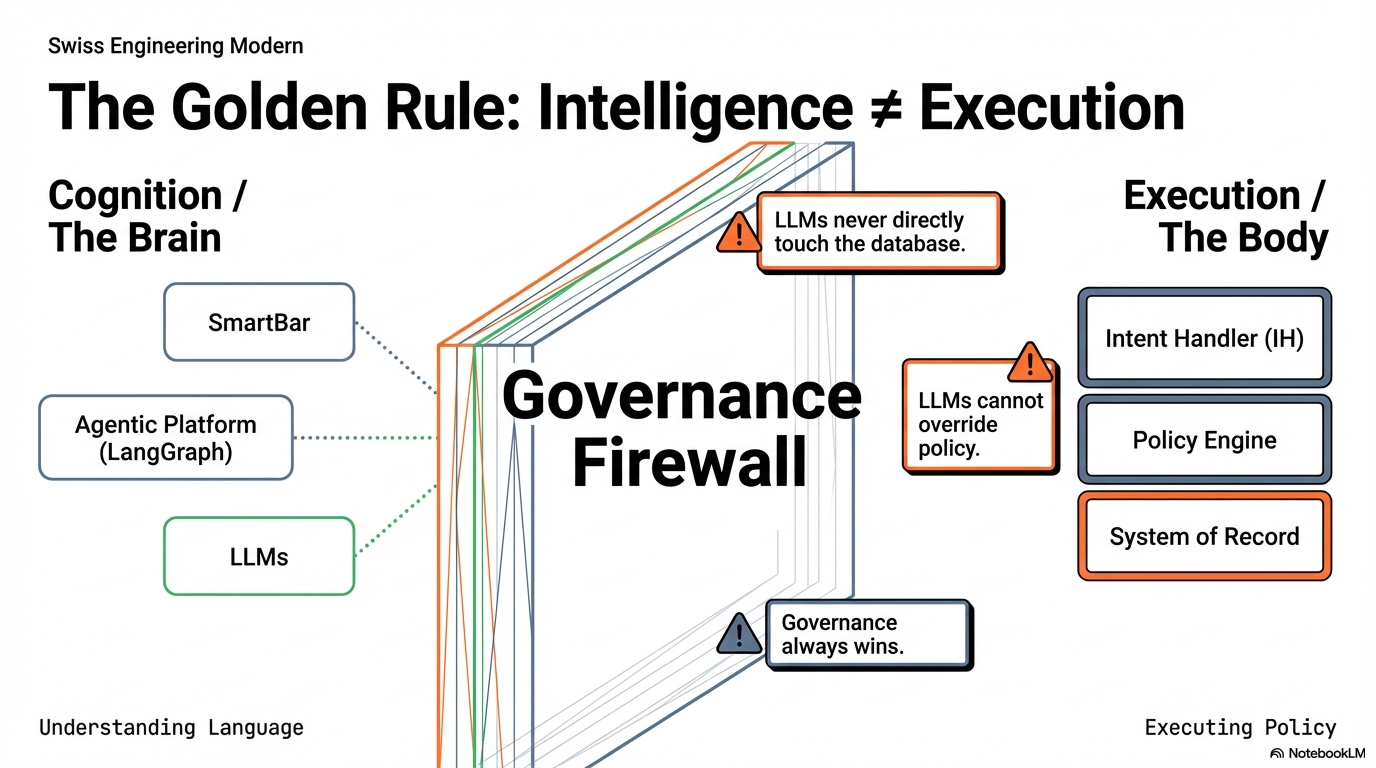 Swiss Engineering Modern
The Golden Rule: Intelligence ≠ Execution
Cognition /
The Brain
SmartBar
Agentic Platform
(LangGraph)
LLMs
Understanding Language
Governance
Firewall
LLMs never directly
touch the database.
LLMs cannot
override
policy.
Governance
always wins.
Execution /
The Body
Intent Handler (IH)
Policy Engine
System of Record
Executing Policy
NotebookLM